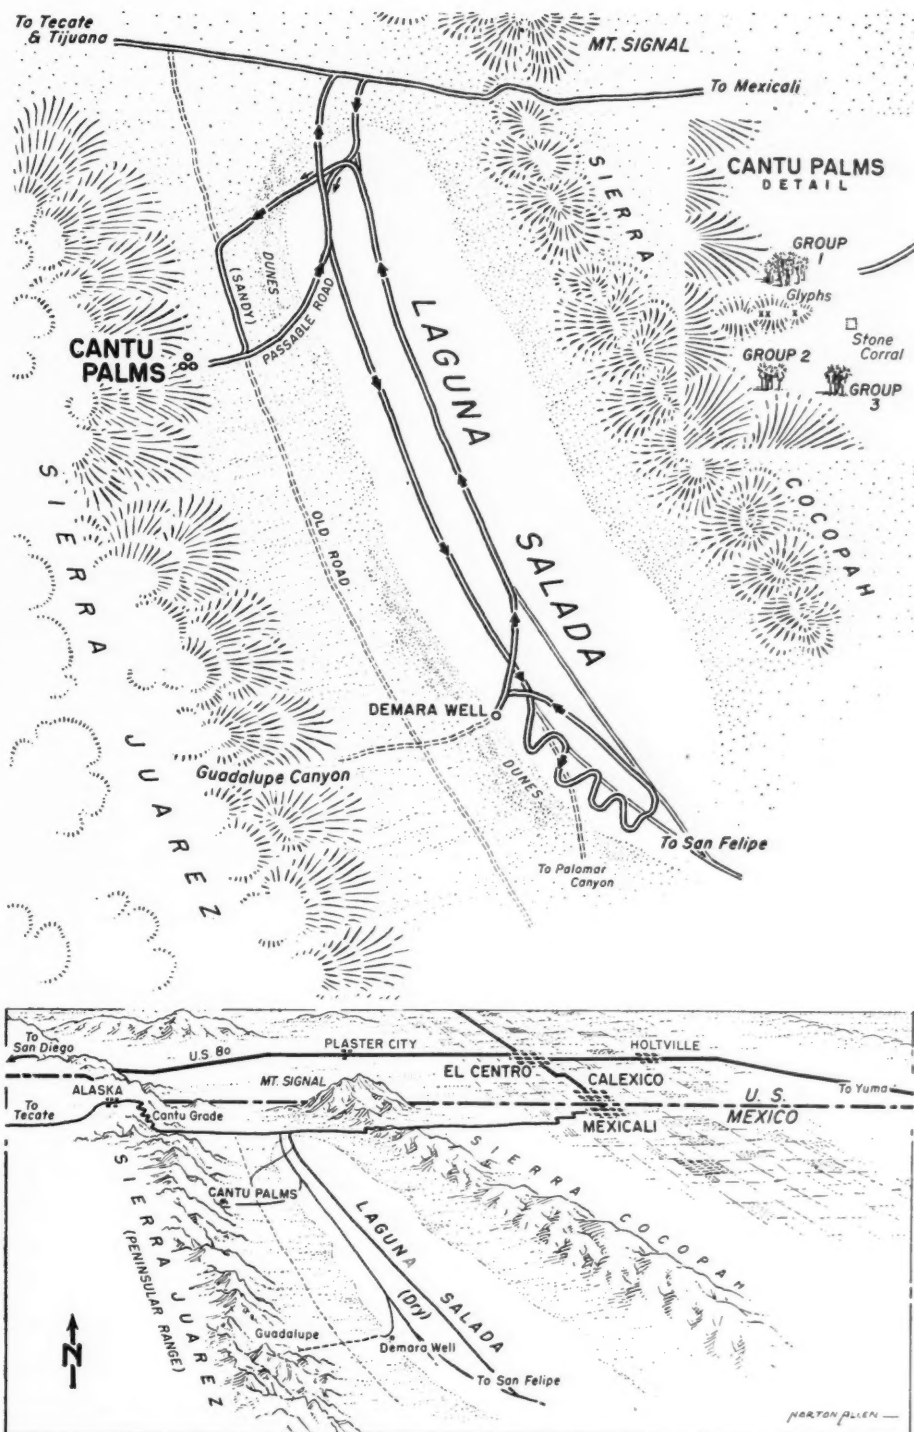 To Tecate
& Tijuana
MT. SIGNAL
To Mexicali
CANTU PALMS
DETAIL
GROUP
1
Glyphs
xx
x
Stone
Corral
GROUP 2
GROUP
3
SIERRA
COCOPAH
DUNES
(SANDY)
PASSABLE ROAD
CANTU
PALMS
LAGUNA
SALADA
SIERRA
JUAREZ
OLD ROAD
DEMARA WELL
Guadalupe Canyon
DUNES
To San Felipe
To Palomar
Canyon
To
San Diego
U.S. 80
PLASTER CITY
HOLTVILLE
EL CENTRO
CALEXICO
To Yuma
ALASKA
MT. SIGNAL
U. S.
MEXICO
To
Tecate
Cantu Grade
MEXICALI
SIERRA JUAREZ
(PENINSULAR RANGE)
CANTU PALMS
SIERRA COCOPAH
LAGUNA
SALADA
(Dry)
Guadalupe
Demara Well
To San Felipe
N
NORTON ALLEN